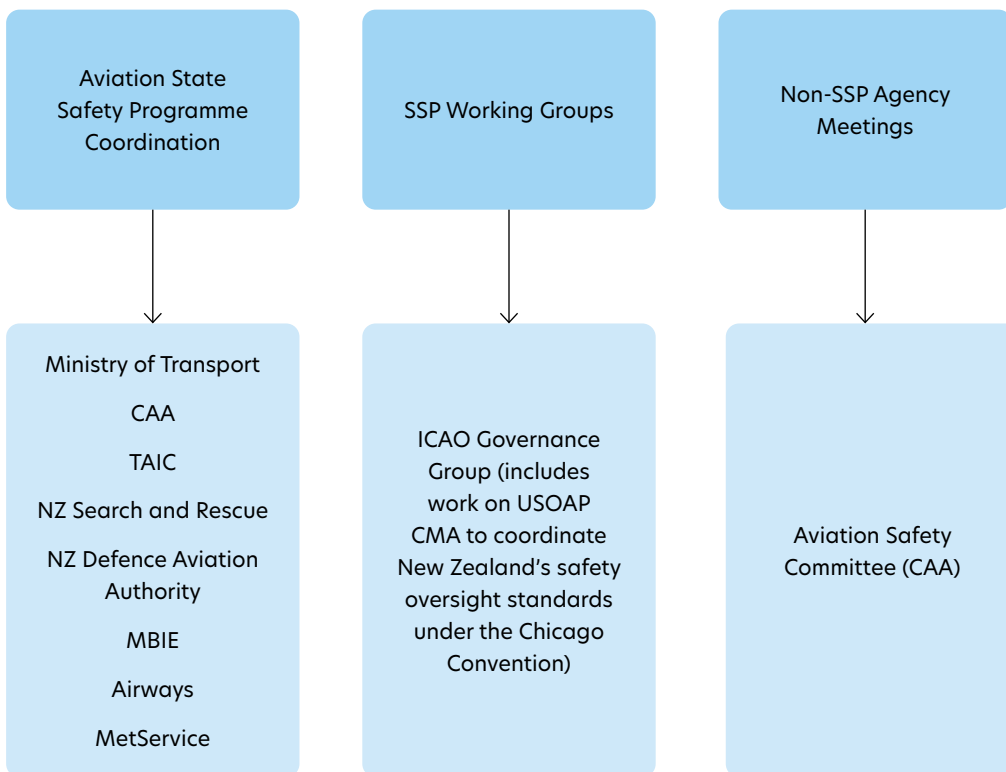 Aviation State
Safety Programme
Coordination
SSP Working Groups
Non-SSP Agency
Meetings
Ministry of Transport
CAA
TAIC
NZ Search and Rescue
NZ Defence Aviation
Authority
MBIE
Airways
MetService
ICAO Governance
Group (includes
work on USOAP
CMA to coordinate
New Zealand’s safety
oversight standards
under the Chicago
Convention)
Aviation Safety
Committee (CAA)